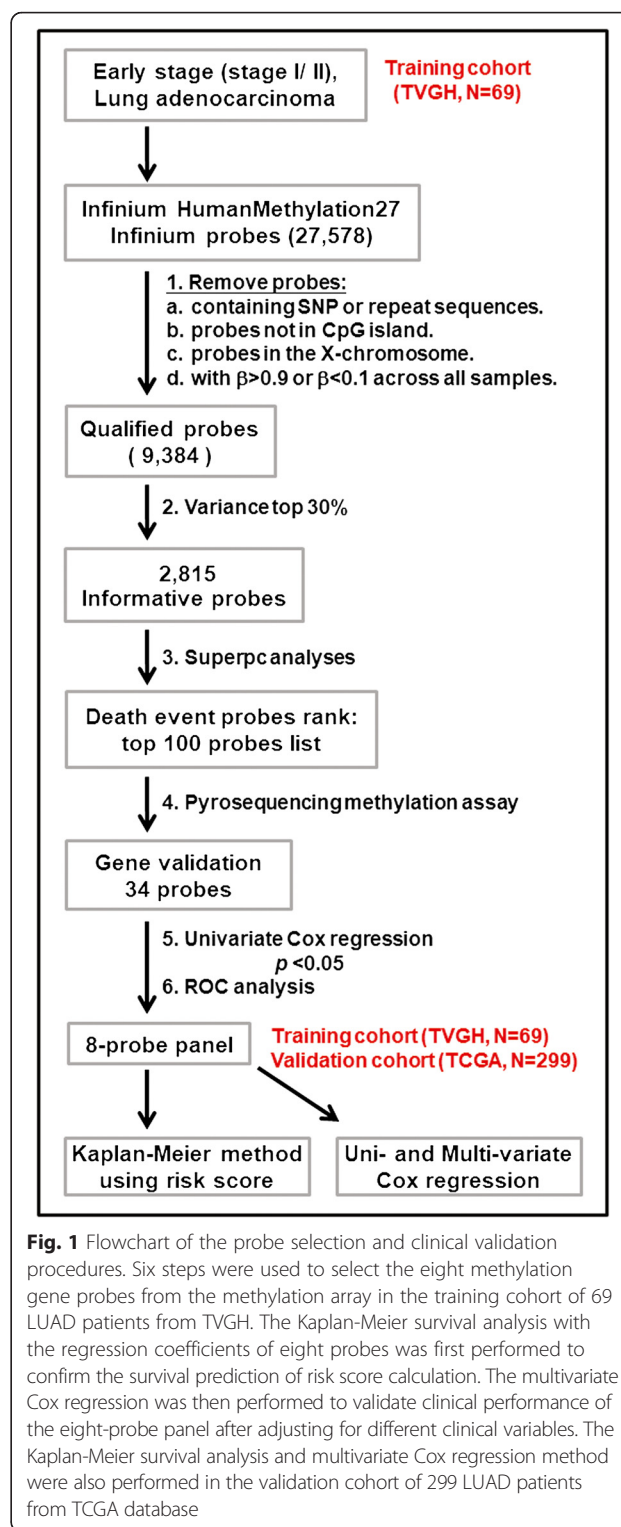 Early stage (stage I/ II),
Lung adenocarcinoma
Training cohort
(TVGH, N=69)
Infinium HumanMethylation27
Infinium probes (27,578)
1. Remove probes:
a. containing SNP or repeat sequences.
b. probes not in CpG island.
c. probes in the X-chromosome.
d. with β>0.9 or β<0.1 across all samples.
Qualified probes
( 9,384 )
2. Variance top 30%
2,815
Informative probes
3. Superpc analyses
Death event probes rank:
top 100 probes list
4. Pyrosequencing methylation assay
Gene validation
34 probes
5. Univariate Cox regression
p <0.05
6. ROC analysis
8-probe panel
Training cohort (TVGH, N=69)
Validation cohort (TCGA, N=299)
Kaplan-Meier method
using risk score
Uni- and Multi-variate
Cox regression
Fig. 1 Flowchart of the probe selection and clinical validation
procedures. Six steps were used to select the eight methylation
gene probes from the methylation array in the training cohort of 69
LUAD patients from TVGH. The Kaplan-Meier survival analysis with
the regression coefficients of eight probes was first performed to
confirm the survival prediction of risk score calculation. The multivariate
Cox regression was then performed to validate clinical performance of
the eight-probe panel after adjusting for different clinical variables. The
Kaplan-Meier survival analysis and multivariate Cox regression method
were also performed in the validation cohort of 299 LUAD patients
from TCGA database